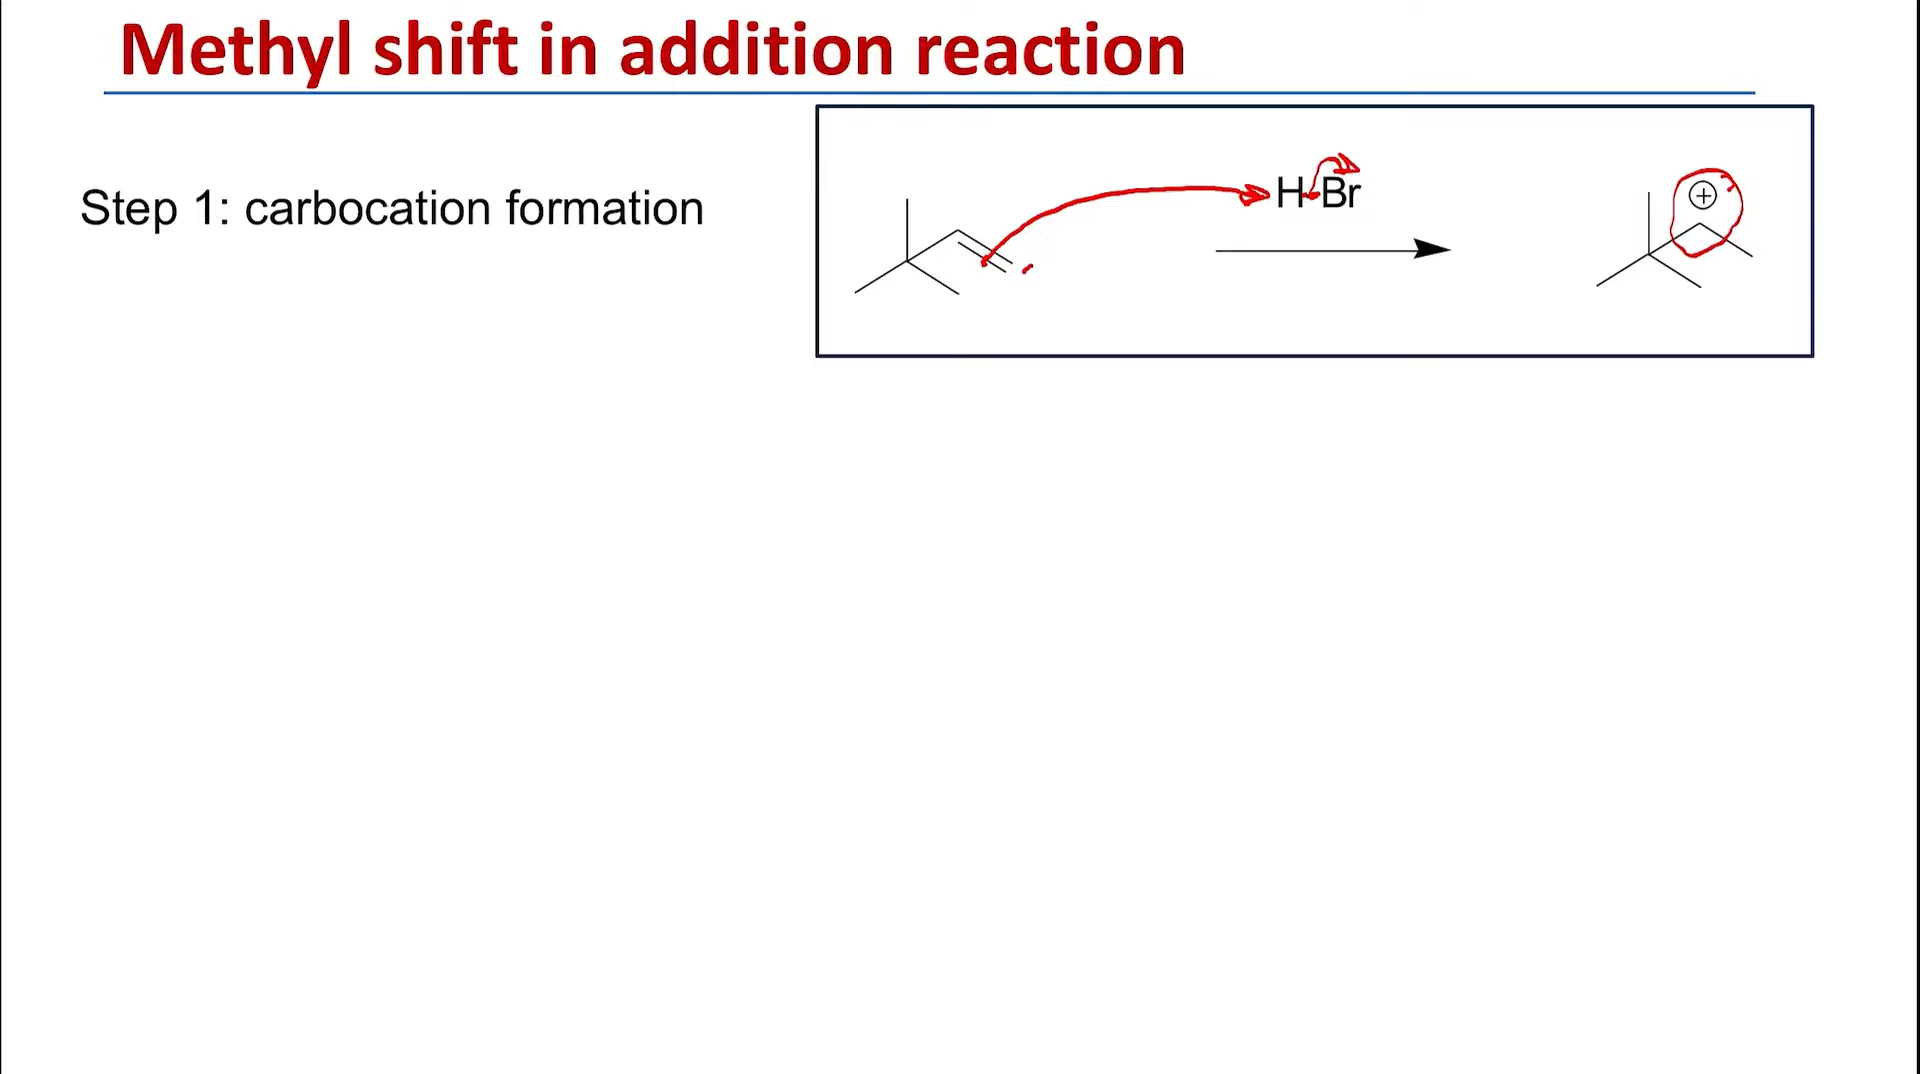 Methyl shift in addition reaction
Step 1: carbocation formation
H-Br
+